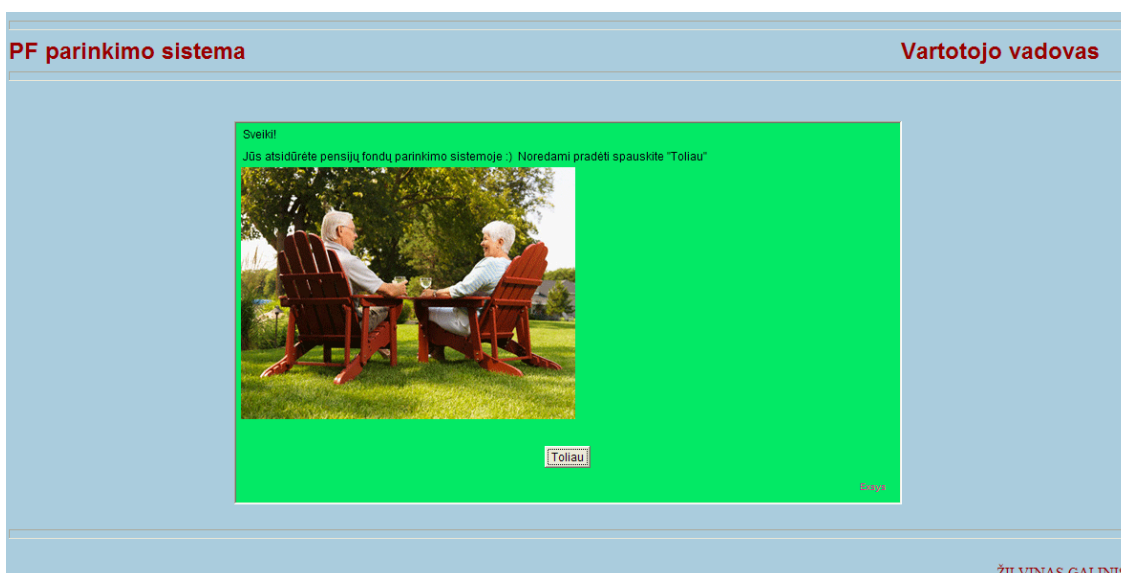 PF parinkimo sistema
Vartotojo vadovas
Sveiki!
Jūs atsidūrėte pensijų fondų parinkimo sistemoje :) Noredami pradėti spauskite "Toliau"
Toliau